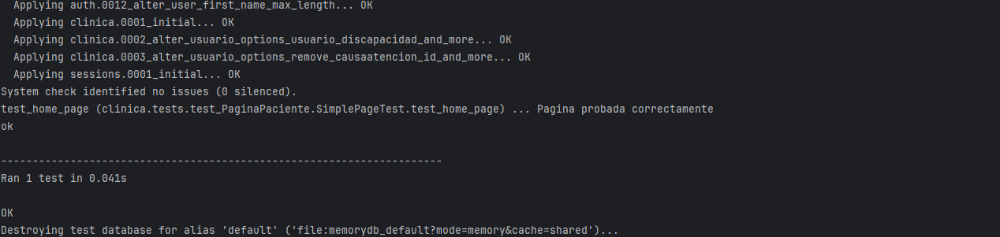 Applying auth.0012_alter_user_first_name_max_length... OK
Applying clinica.0001_initial... OK
Applying clinica.0002_alter_usuario_options_usuario_discapacidad_and_more... OK
Applying clinica.0003_alter_usuario_options_remove_causaatencion_id_and_more... OK
Applying sessions.0001_initial... OK
System check identified no issues (0 silenced).
test_home_page (clinica.tests.test_PaginaPaciente.SimplePageTest.test_home_page) ... Pagina probada correctamente
ok
----------------------------------------------------------------------
Ran 1 test in 0.041s
OK
Destroying test database for alias 'default' ('file:memorydb_default?mode=memory&cache=shared')...